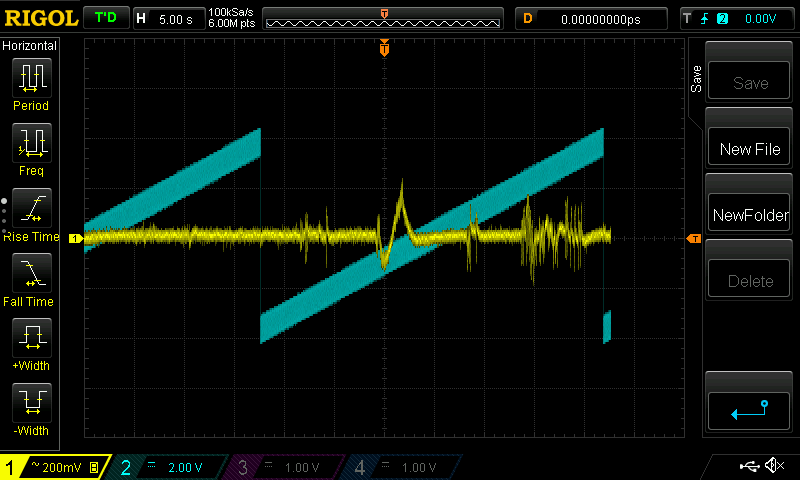 RIGOL T'D H 5.00 s 100kSa/s D 0.00000000ps T 2 0.00V
6.00M pts
T
Horizontal
Period
Freq
Rise Time
Fall Time
+Width
-Width
T
1
T
Save
Save
New File
NewFolder
Delete
1 ~ 200mV B 2 = 2.00 V 3 = 1.00 V 4 = 1.00 V